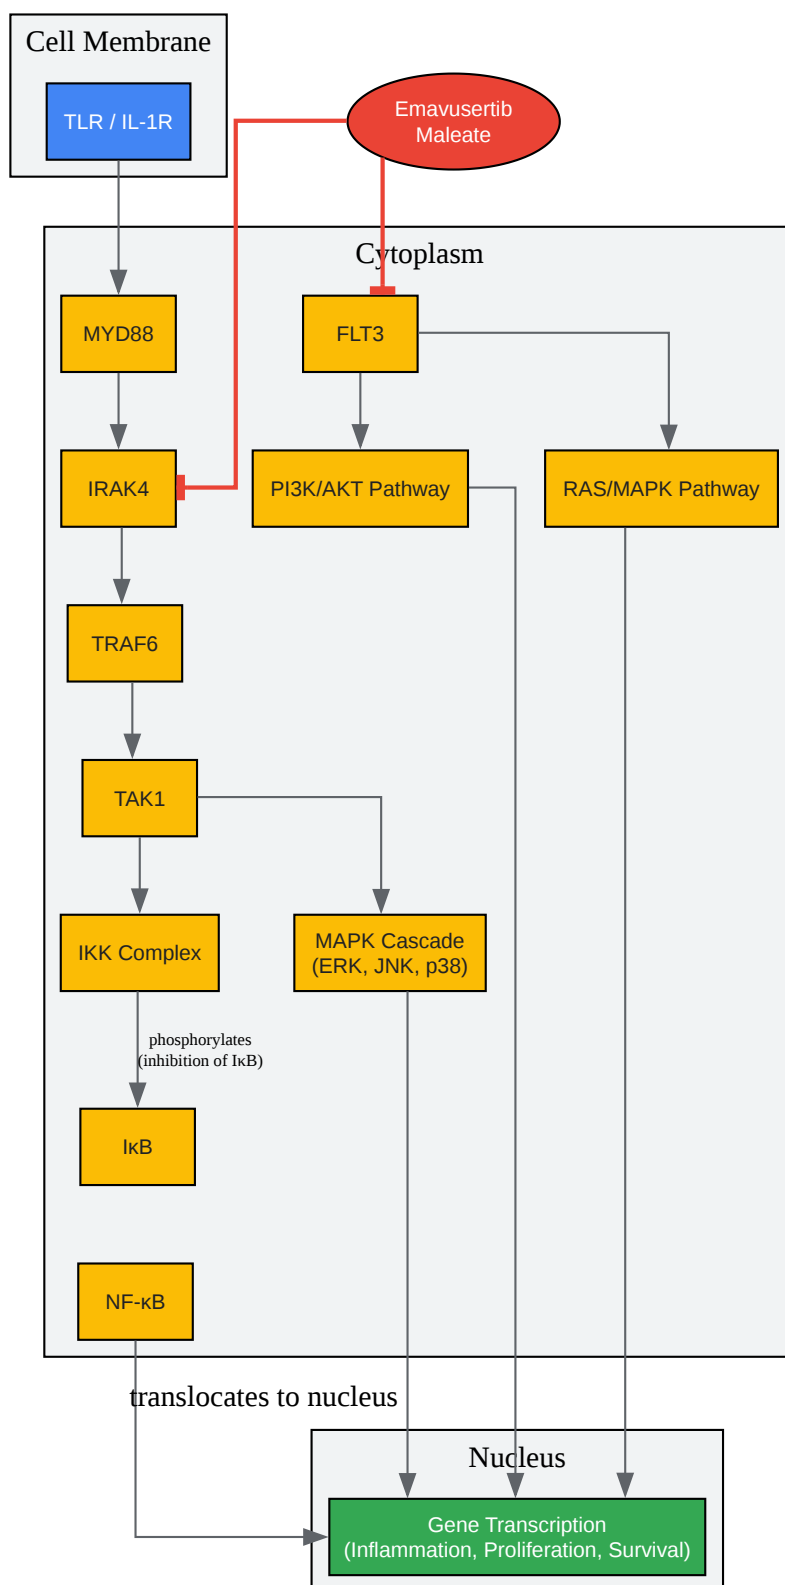 Cell Membrane
TLR / IL-1R
Emavusertib
Maleate
Cytoplasm
MYD88
FLT3
IRAK4
PI3K/AKT Pathway
RAS/MAPK Pathway
TRAF6
TAK1
IKK Complex
MAPK Cascade
(ERK, JNK, p38)
phosphorylates
(inhibition of IκB)
IκB
NF-κB
translocates to nucleus
Nucleus
Gene Transcription
(Inflammation, Proliferation, Survival)